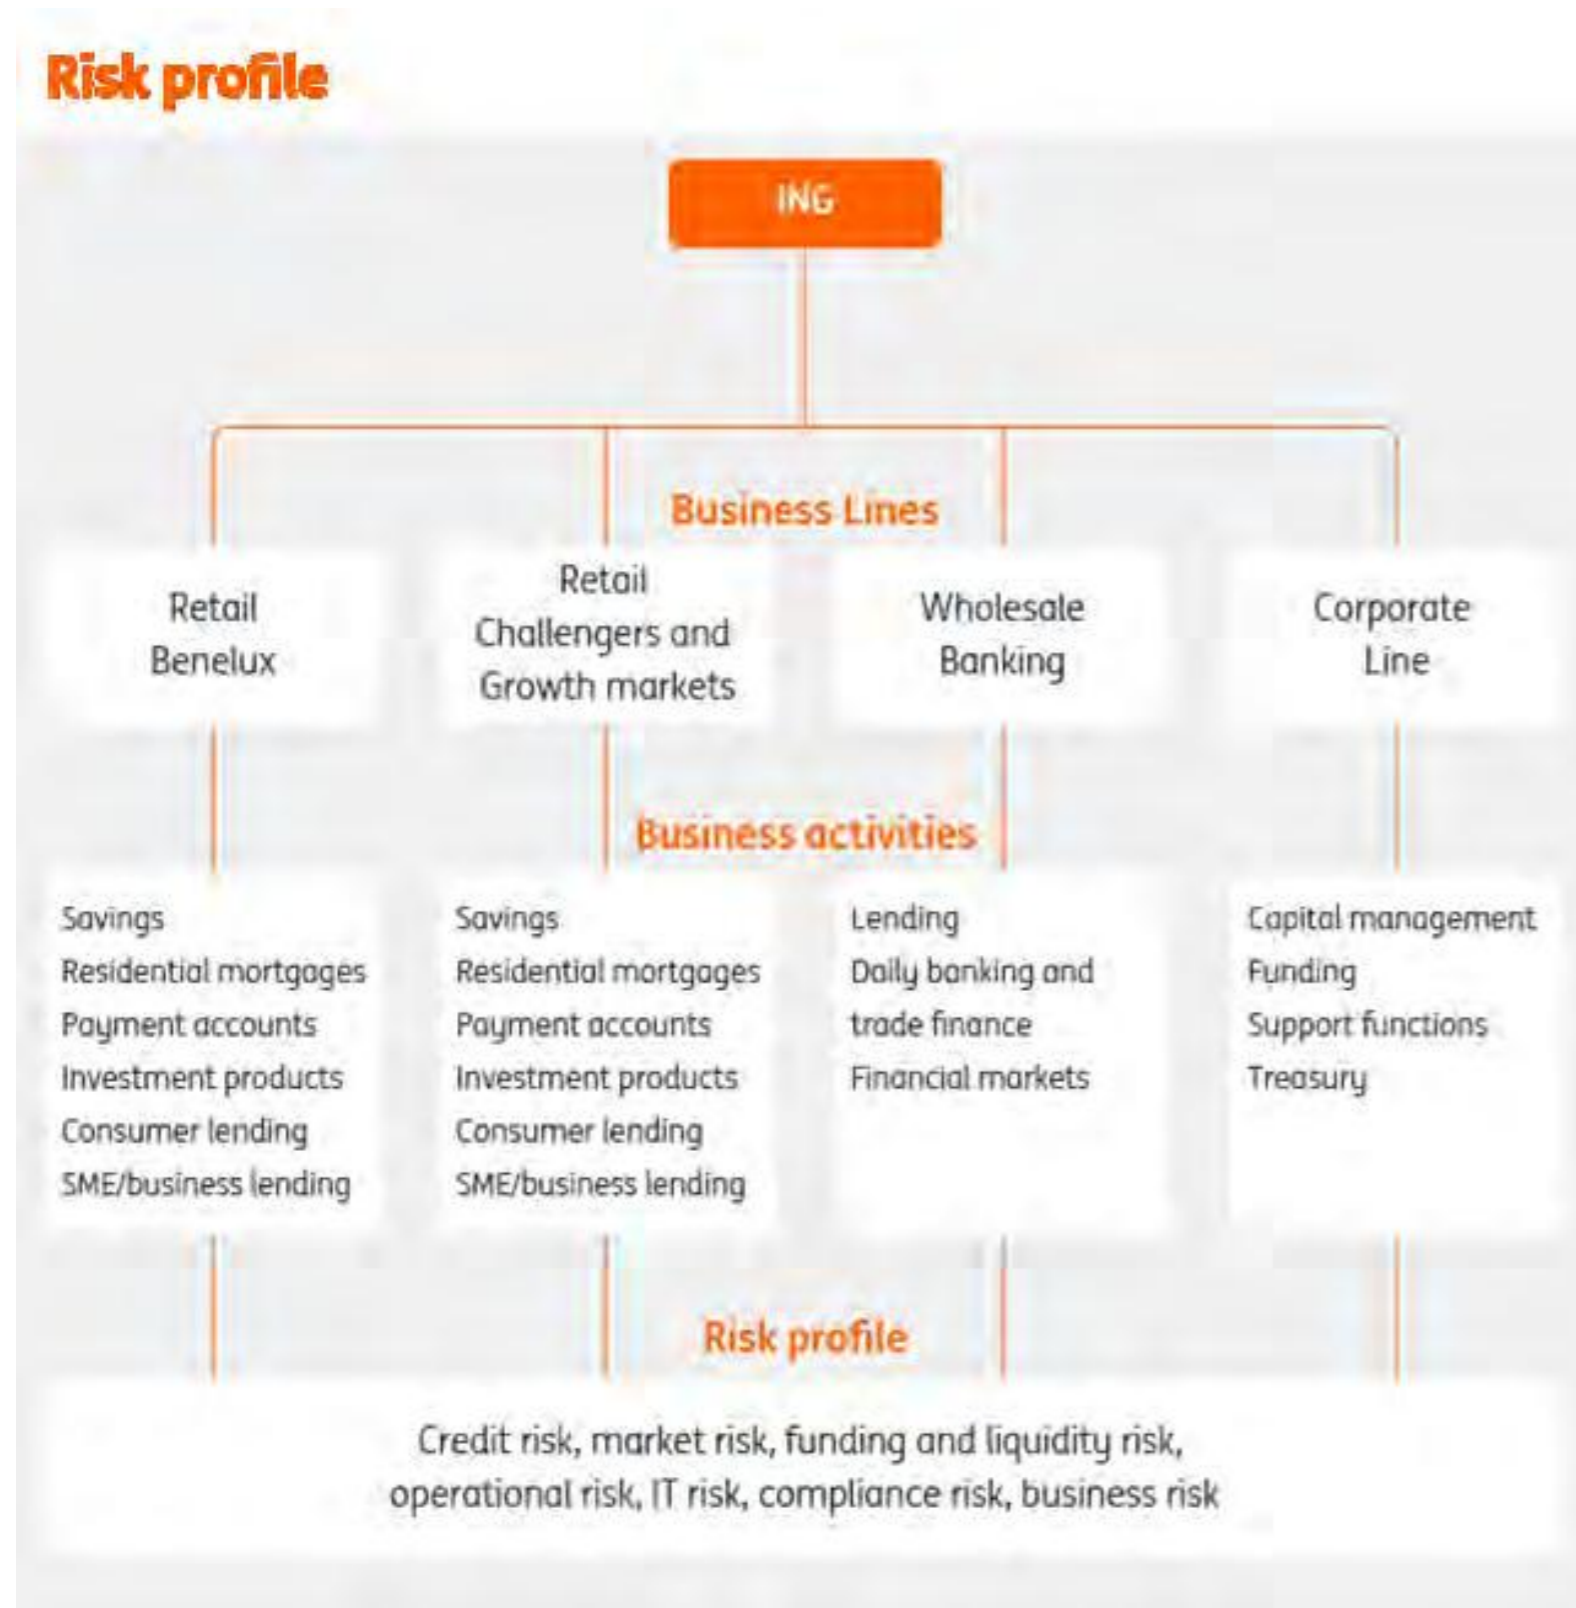 Risk profile
ING
Business Lines
Retail
Benelux
Retail
Challengers and
Growth markets
Wholesale
Banking
Corporate
Line
Business activities
Savings
Residential mortgages
Payment accounts
Investment products
Consumer lending
SME/business lending
Savings
Residential mortgages
Payment accounts
Investment products
Consumer lending
SME/business lending
Lending
Daily banking and
trade finance
Financial markets
Capital management
Funding
Support functions
Treasury
Risk profile
Credit risk, market risk, funding and liquidity risk,
operational risk, IT risk, compliance risk, business risk